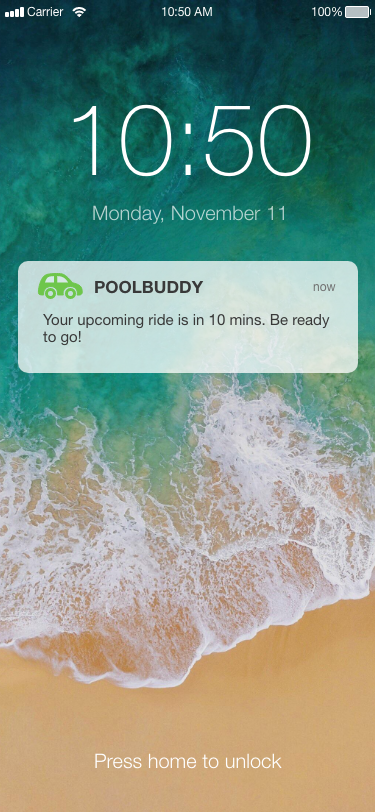 Carrier 10:50 AM 100%
10:50
Monday, November 11
POOLBUDDY now
Your upcoming ride is in 10 mins. Be ready
to go!
Press home to unlock